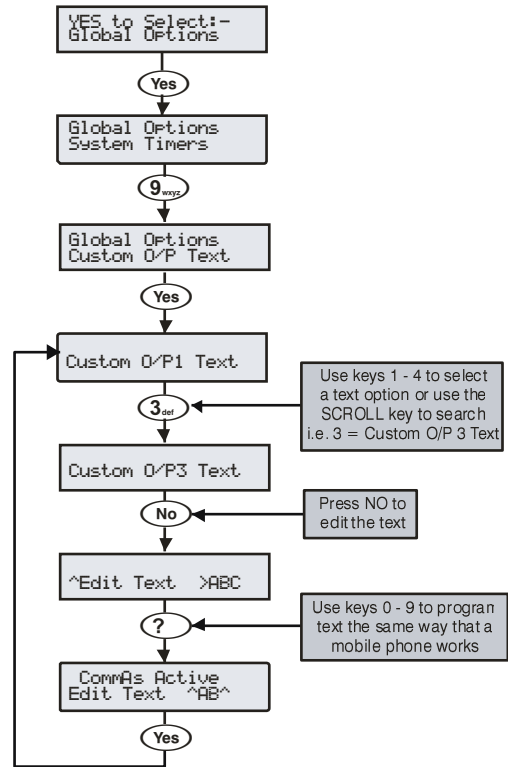 YES to Select:-
Global Options
Yes
Global Options
System Timers
9wxyz
Global Options
Custom O/P Text
Yes
Custom O/P1 Text
Use keys 1 - 4 to select
a text option or use the
SCROLL key to search
i.e. 3 = Custom O/P 3 Text
3def
Custom O/P3 Text
No
Press NO to
edit the text
^Edit Text >ABC
Use keys 0 - 9 to program
text the same way that a
mobile phone works
?
CommAs Active
Edit Text ^AB^
Yes